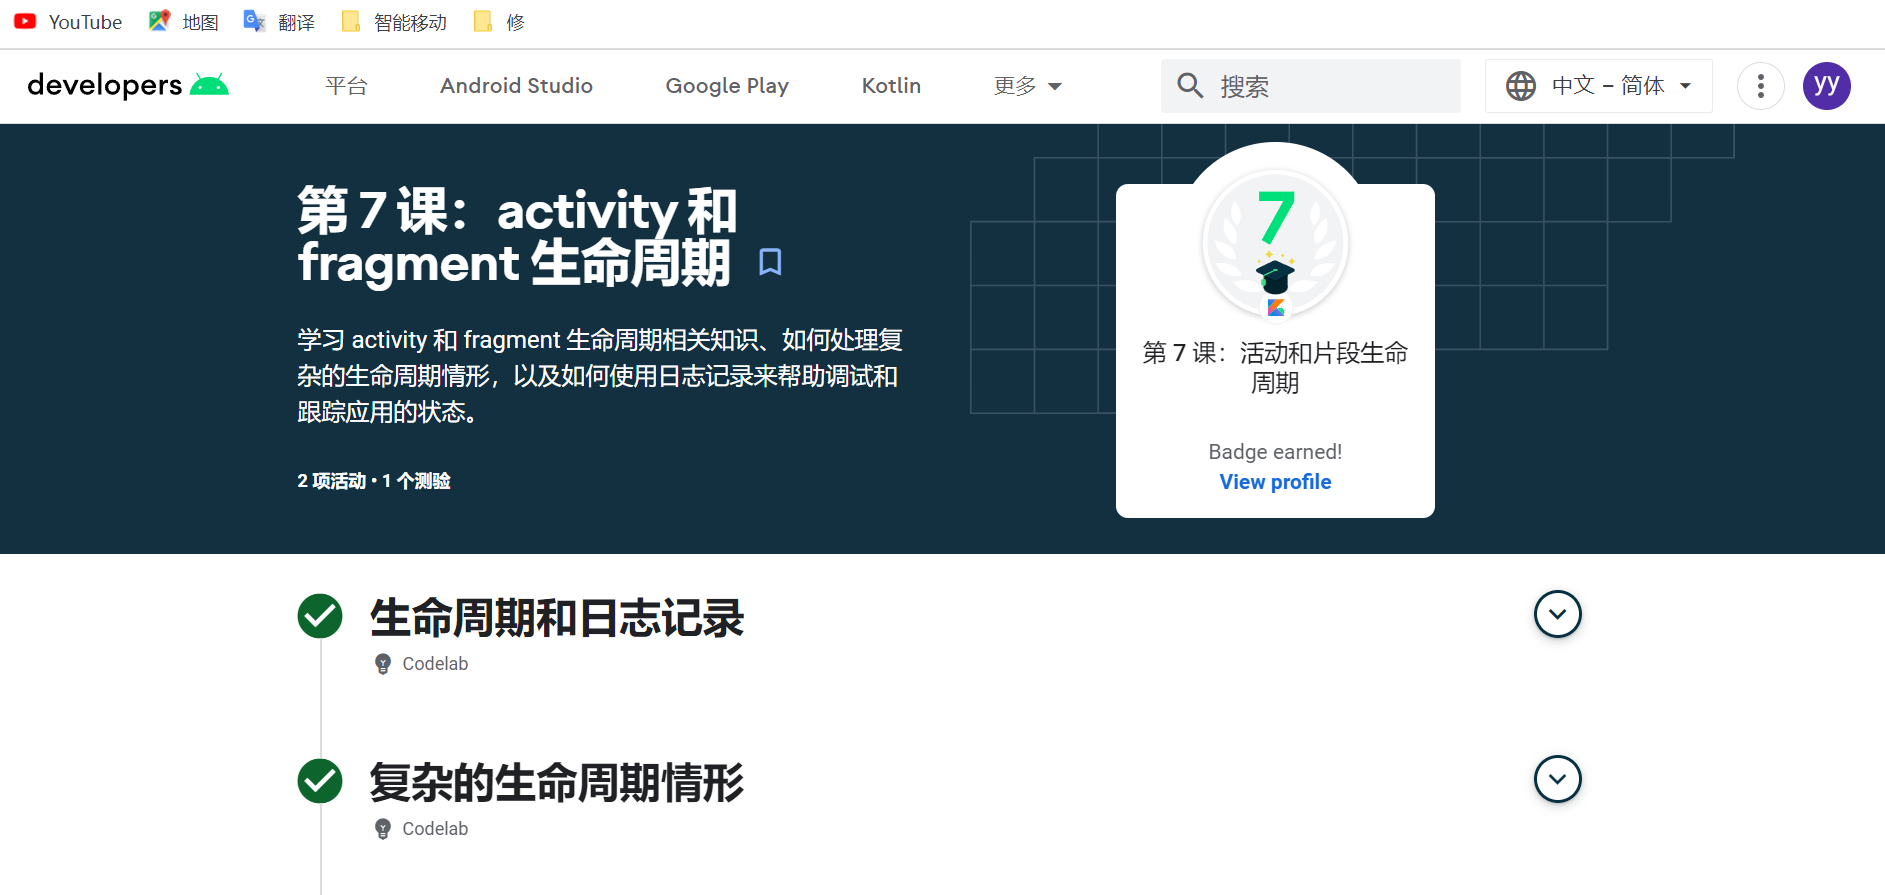 YouTube 地图 翻译 智能移动 修
developers 平台 Android Studio Google Play Kotlin 更多 搜索 中文 – 简体 yy
第 7 课：activity 和
fragment 生命周期
学习 activity 和 fragment 生命周期相关知识、如何处理复
杂的生命周期情形，以及如何使用日志记录来帮助调试和
跟踪应用的状态。
2 项活动 • 1 个测验
7
第 7 课：活动和片段生命
周期
Badge earned!
View profile
生命周期和日志记录
Codelab
复杂的生命周期情形
Codelab